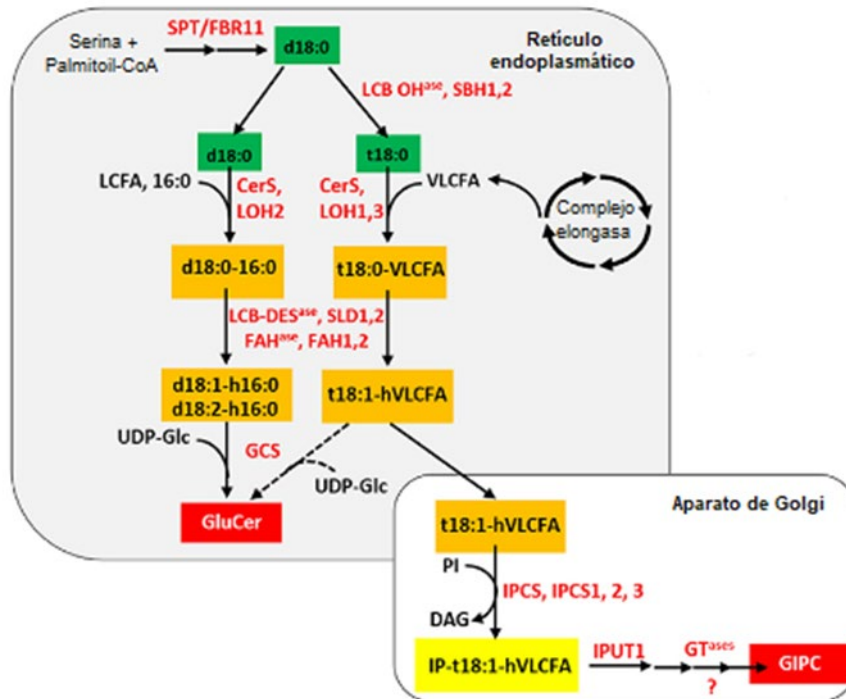 SPT/FBR11
Serina +
Palmitoil-CoA
d18:0
Retículo
endoplasmático
LCB OHase, SBH1,2
d18:0
t18:0
LCFA, 16:0
CerS,
LOH2
CerS,
LOH1,3
VLCFA
Complejo
elongasa
d18:0-16:0
t18:0-VLCFA
LCB-DESase, SLD1,2
FAHase, FAH1,2
d18:1-h16:0
d18:2-h16:0
t18:1-hVLCFA
UDP-Glc
GCS
UDP-Glc
GluCer
Aparato de Golgi
t18:1-hVLCFA
PI
IPCS, IPCS1, 2, 3
DAG
IP-t18:1-hVLCFA
IPUT1
GTases
?
GIPC